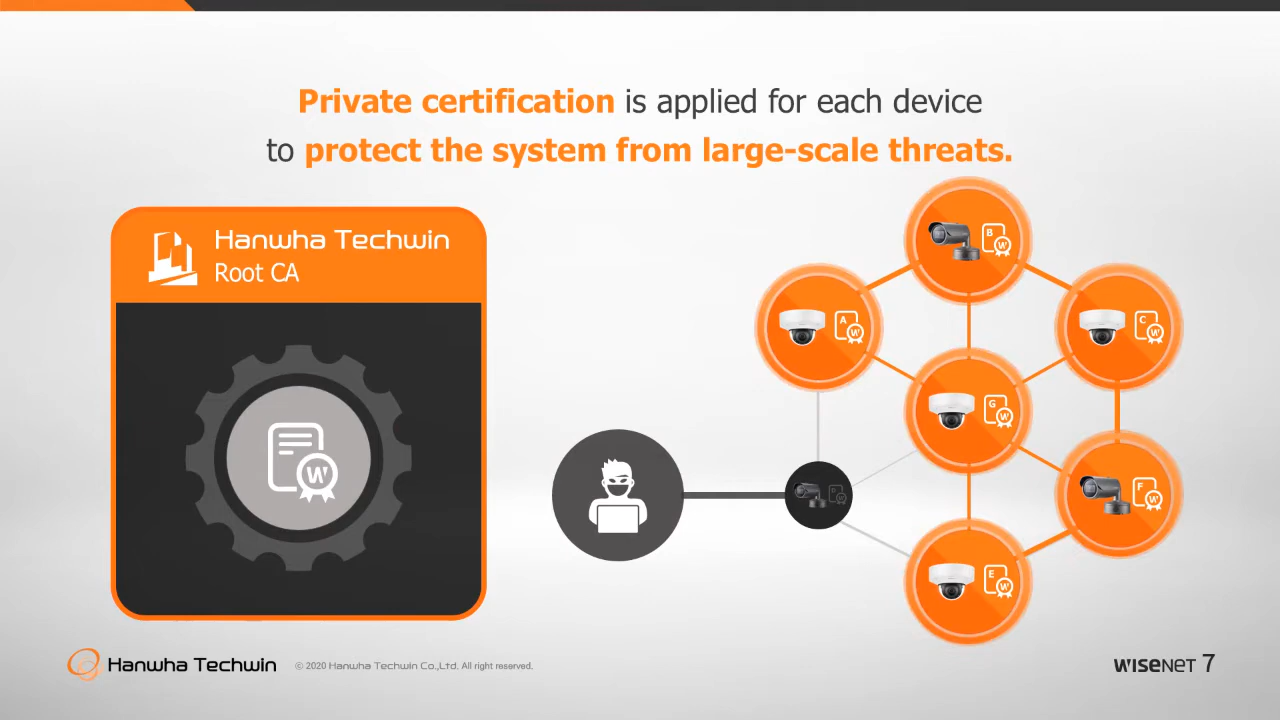 Private certification is applied for each device
to protect the system from large-scale threats.
Hanwha Techwin
Root CA
W
B W
A W
C W
G W
D W
F W
E W
Hanwha Techwin
© 2020 Hanwha Techwin Co.,Ltd. All right reserved.
WISENET 7